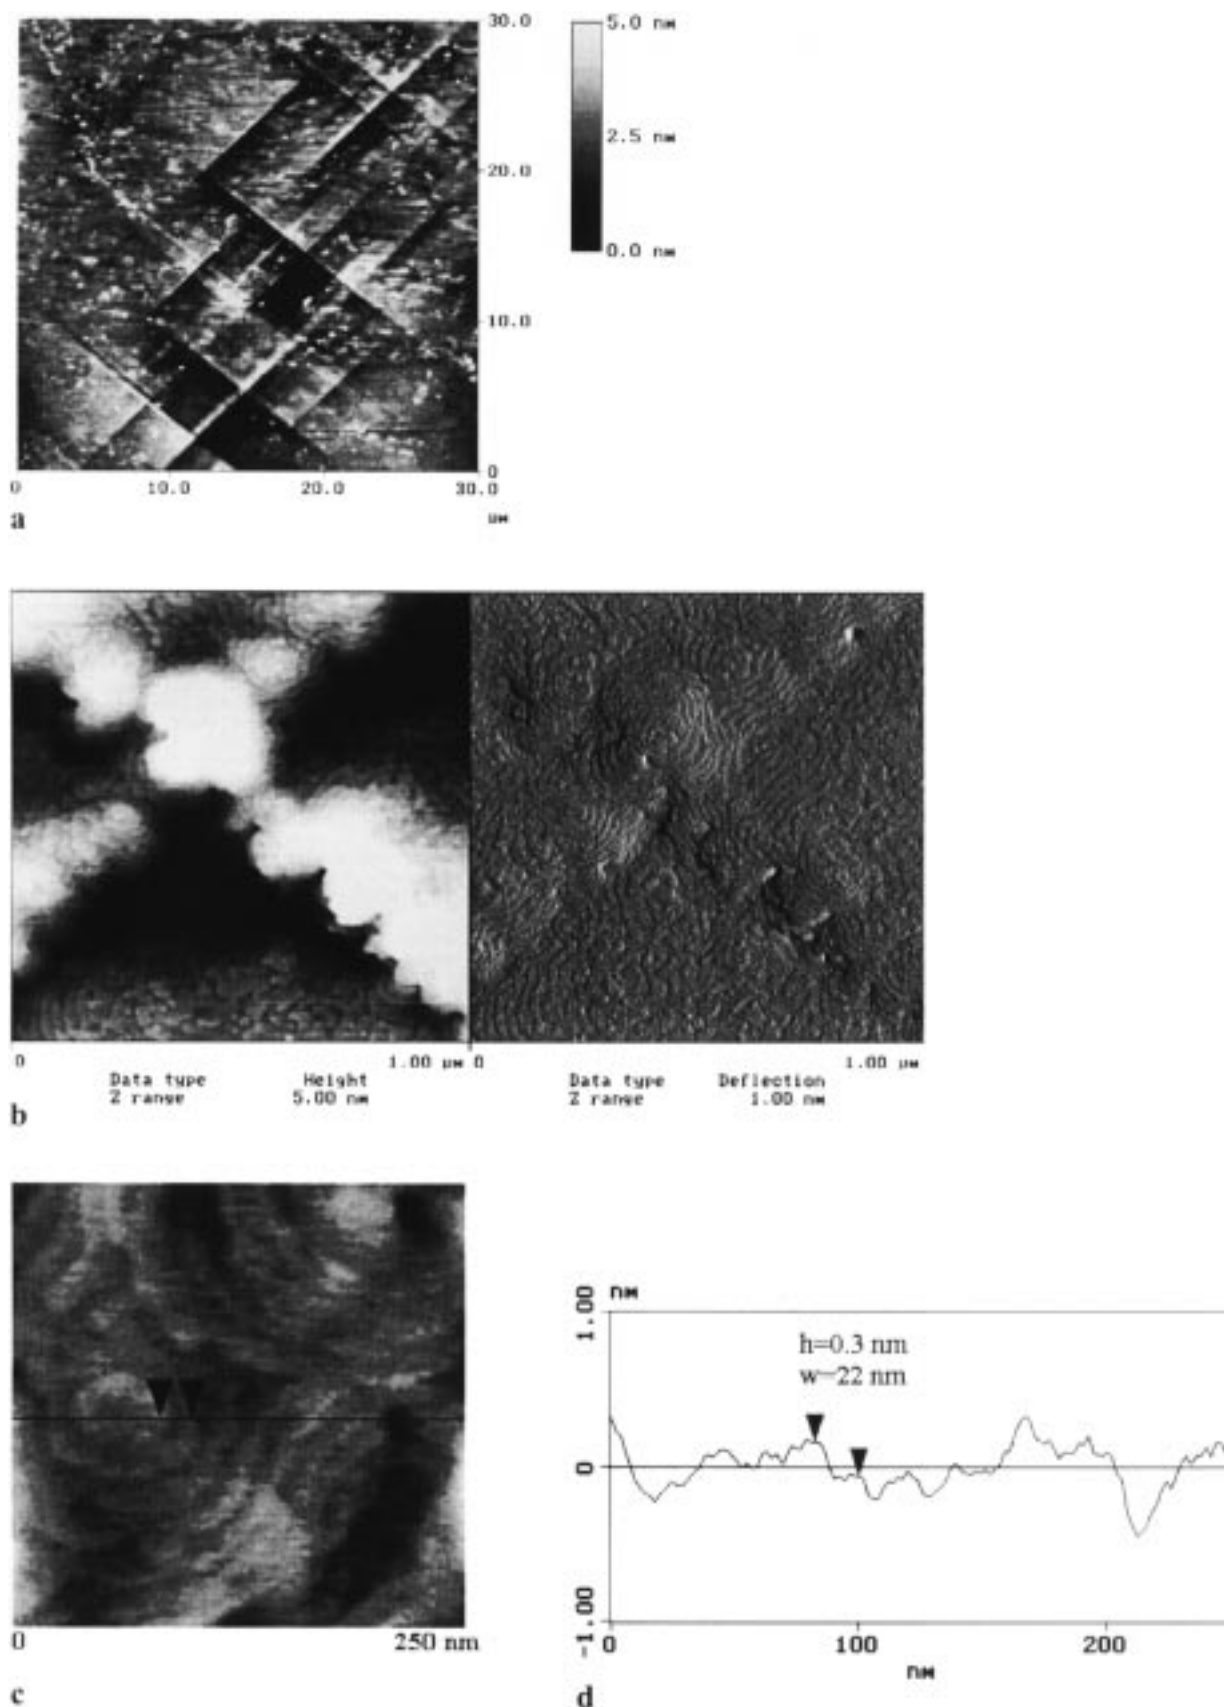 30.0
5.0 nm
2.5 nm
20.0
0.0 nm
10.0
0
0 10.0 20.0 30.0
a μM
0 1.00 μM 0 1.00 μM
Data type Height Data type Deflection
Z range 5.00 nm Z range 1.00 nm
b
nM
1.00
h=0.3 nm
w=22 nm
0
-1.00
0 250 nm
0 100 200
nM
c d